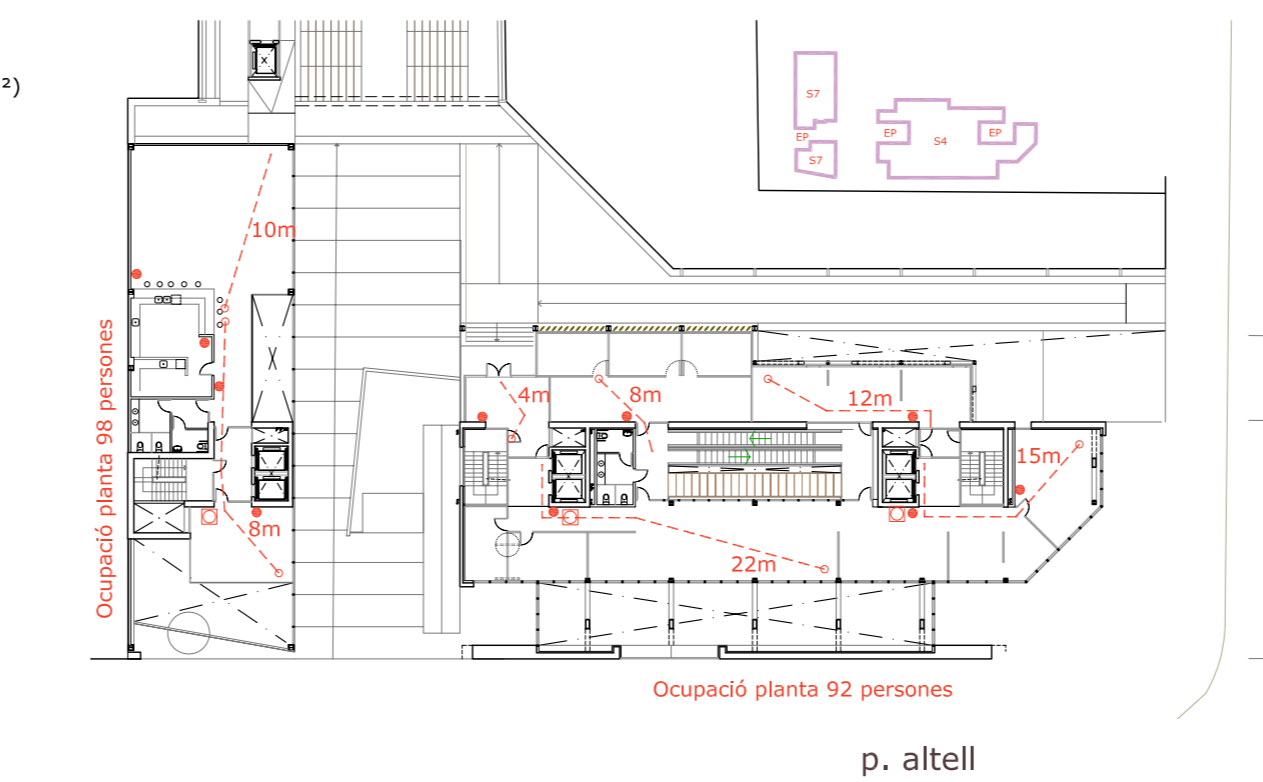 ²)
x
S7
EP
S7
EP
S4
EP
10m
4m
8m
12m
15m
8m
22m
Ocupació planta 98 persones
Ocupació planta 92 persones
p. altell